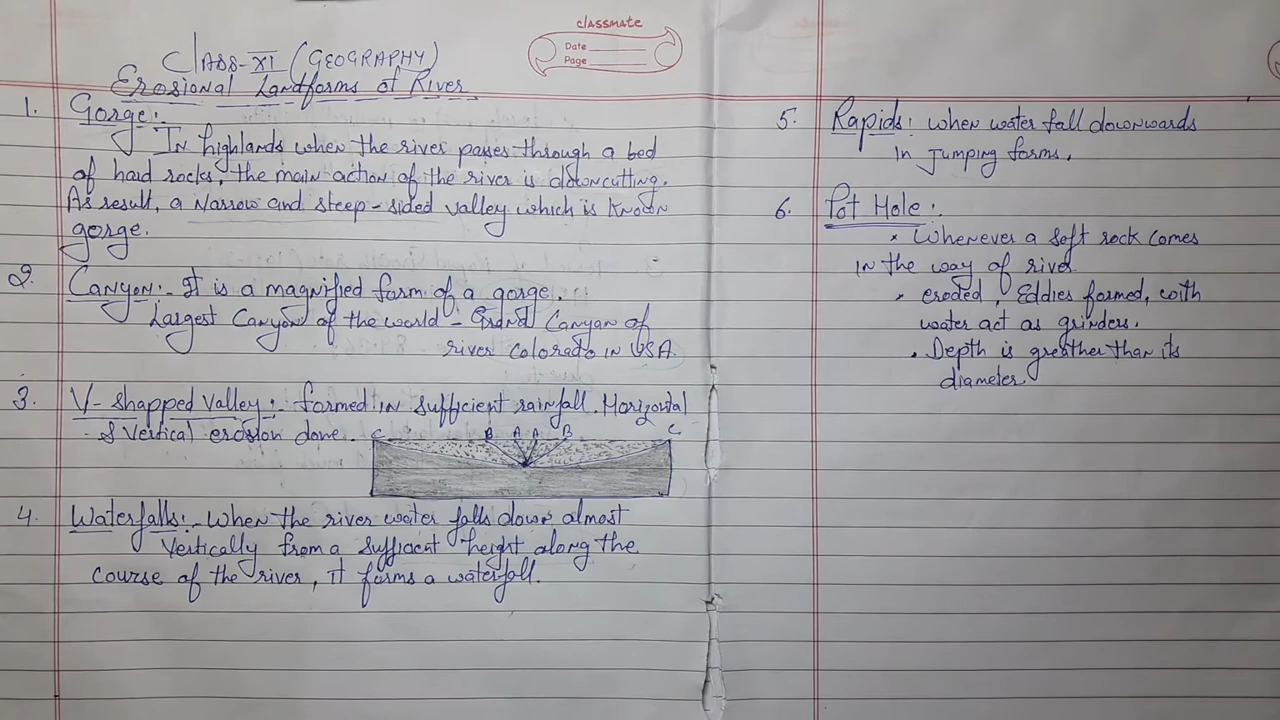 classmate
Date
Page
Class-XI (GEOGRAPHY)
Erosional Landforms of River
1. Gorge:-
In highlands when the river passes through a bed
of hard rocks, the main action of the river is downcutting.
As result, a Narrow and steep-sided valley which is known
gorge.
2. Canyon:- It is a magnified form of a gorge.
Largest Canyon of the world - Grand Canyon of
river Colorado in USA.
3. V-shapped Valley:- formed in sufficient rainfall. Horizontal
& Vertical erosion done.
C B A A B C
4. Waterfalls:- When the river water falls down almost
Vertically from a sufficent height along the
course of the river, it forms a waterfall.
5. Rapids: when water fall downwards
in Jumping forms.
6. Pot Hole:-
* Whenever a soft rock comes
in the way of river
* eroded, Eddies formed, with
water act as grinders.
• Depth is greather than its
diameter